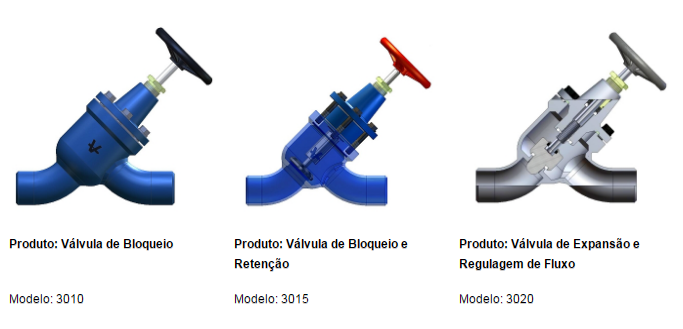 Produto: Válvula de Bloqueio
Modelo: 3010
Produto: Válvula de Bloqueio e
Retenção
Modelo: 3015
Produto: Válvula de Expansão e
Regulagem de Fluxo
Modelo: 3020